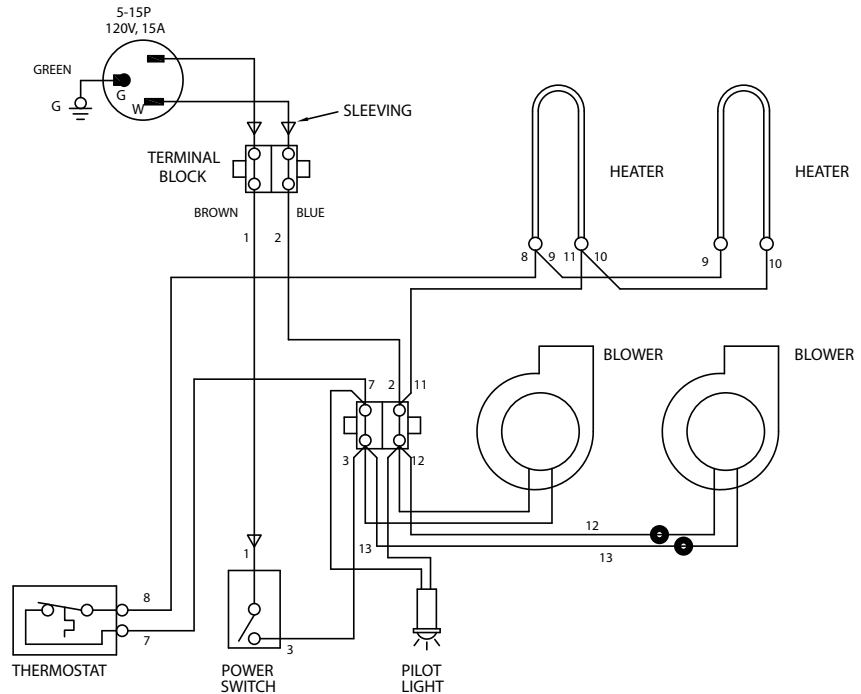 5-15P
120V, 15A
GREEN
G
G
W
SLEEVING
TERMINAL
BLOCK
HEATER
HEATER
BROWN
BLUE
1
2
8
9
11
10
9
10
BLOWER
BLOWER
7
2
11
3
12
12
13
13
1
8
7
3
THERMOSTAT
POWER
SWITCH
PILOT
LIGHT